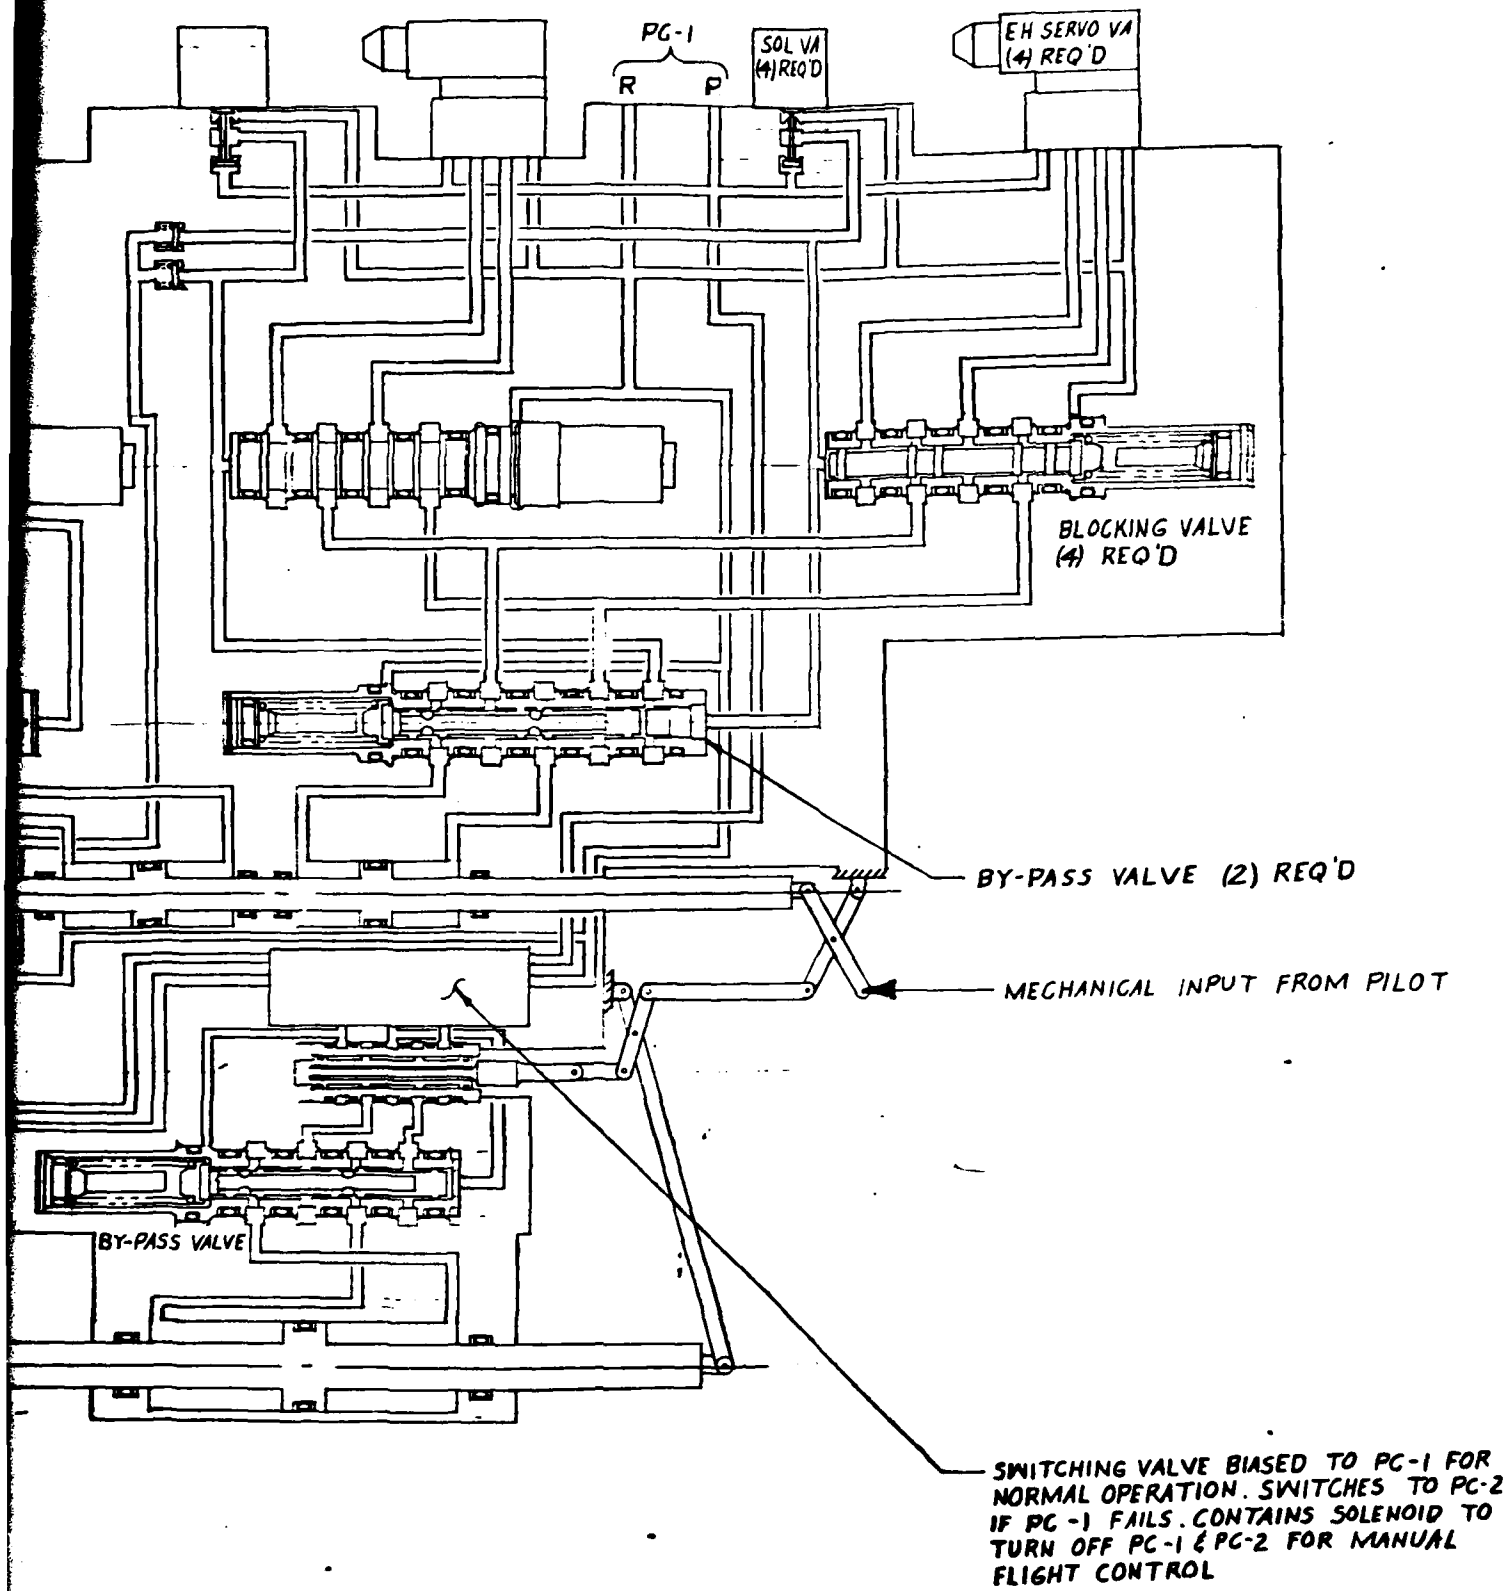 PC-1
R P
SOL VA
(4) REQ'D
EH SERVO VA
(4) REQ'D
BLOCKING VALVE
(4) REQ'D
BY-PASS VALVE (2) REQ'D
MECHANICAL INPUT FROM PILOT
BY-PASS VALVE
SWITCHING VALVE BIASED TO PC-1 FOR
NORMAL OPERATION. SWITCHES TO PC-2
IF PC-1 FAILS. CONTAINS SOLENOID TO
TURN OFF PC-1 & PC-2 FOR MANUAL
FLIGHT CONTROL